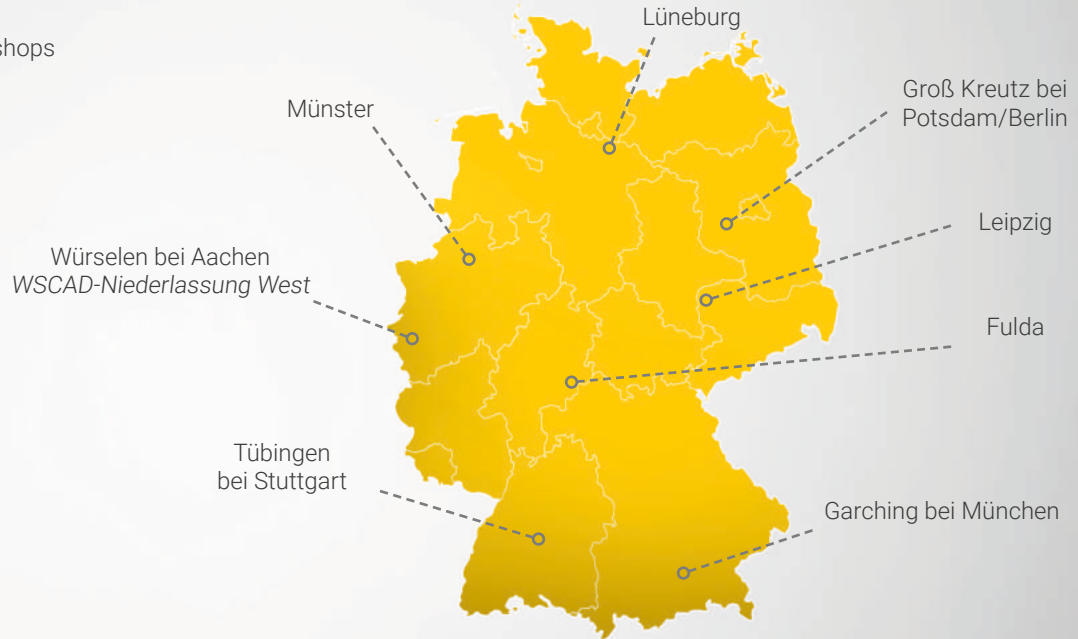 shops
Lüneburg
Münster
Groß Kreutz bei
Potsdam/Berlin
Leipzig
Würselen bei Aachen
WSCAD-Niederlassung West
Fulda
Tübingen
bei Stuttgart
Garching bei München